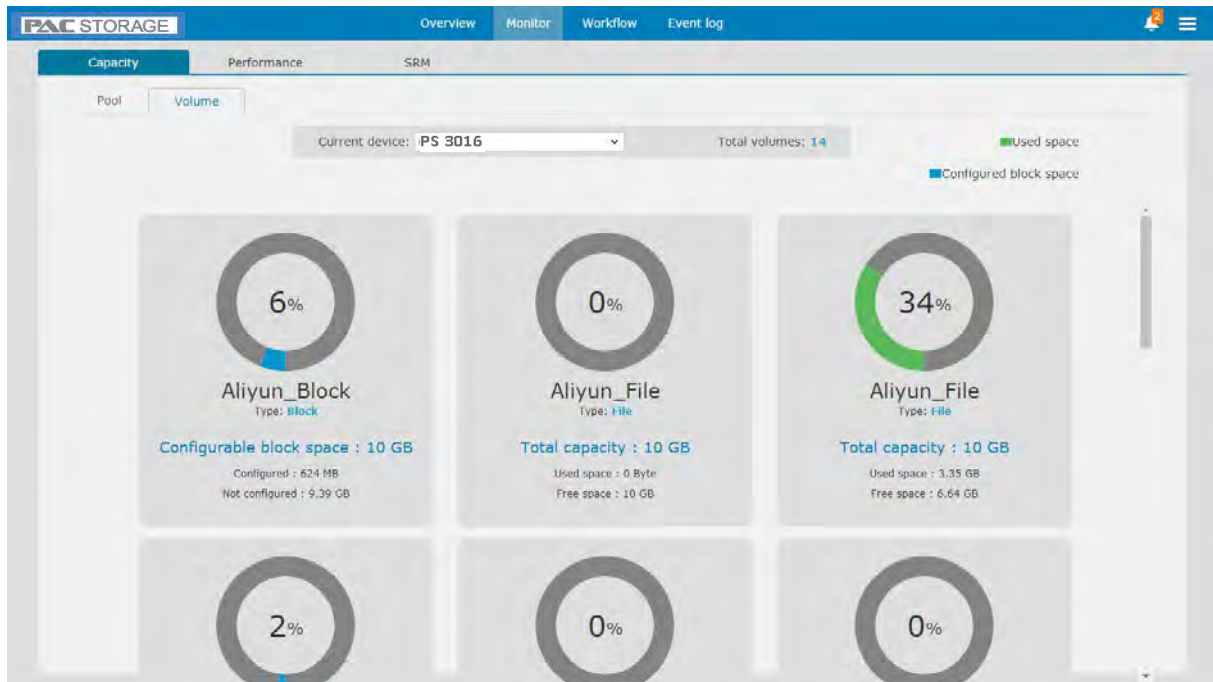 PAC STORAGE
Overview Monitor Workflow Event log
2
Capacity Performance SRM
Pool Volume
Current device: PS 3016 Total volumes: 14
Used space
Configured block space
6%
Aliyun_Block
Type: Block
Configurable block space : 10 GB
Configured : 624 MB
Not configured : 9.39 GB
0%
Aliyun_File
Type: File
Total capacity : 10 GB
Used space : 0 Byte
Free space : 10 GB
34%
Aliyun_File
Type: File
Total capacity : 10 GB
Used space : 3.35 GB
Free space : 6.64 GB
2%
0%
0%